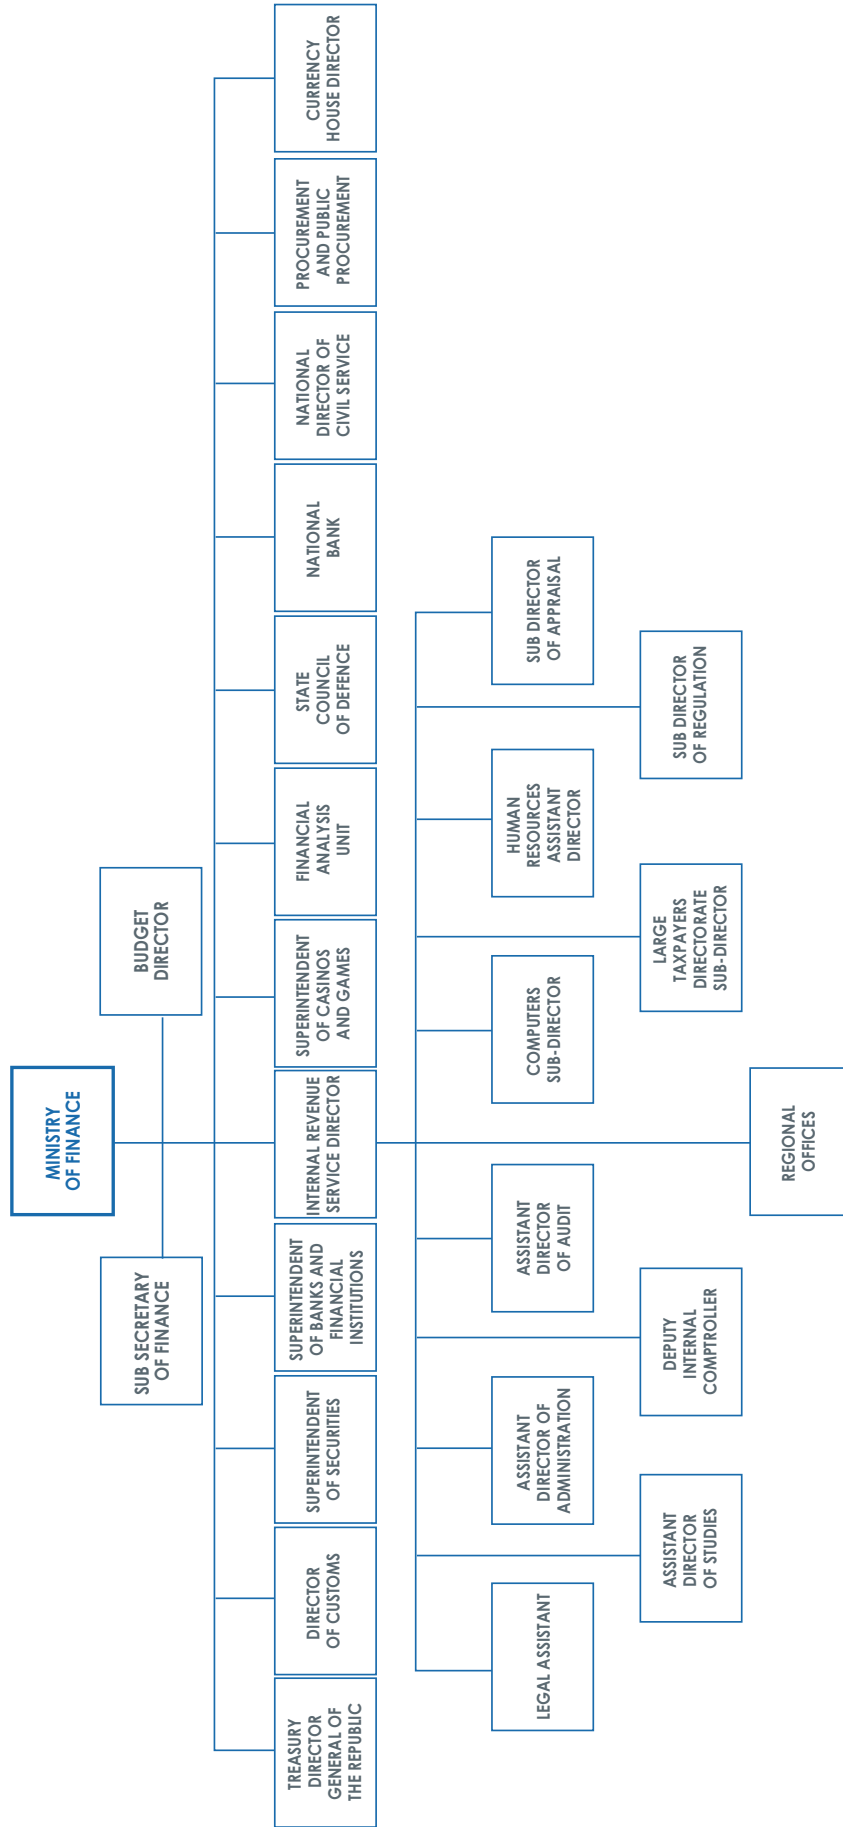 MINISTRY
OF FINANCE
SUB SECRETARY
OF FINANCE
BUDGET
DIRECTOR
TREASURY
DIRECTOR
GENERAL OF
THE REPUBLIC
DIRECTOR
OF CUSTOMS
SUPERINTENDENT
OF SECURITIES
SUPERINTENDENT
OF BANKS AND
FINANCIAL
INSTITUTIONS
INTERNAL REVENUE
SERVICE DIRECTOR
SUPERINTENDENT
OF CASINOS
AND GAMES
FINANCIAL
ANALYSIS
UNIT
STATE
COUNCIL
OF DEFENCE
NATIONAL
BANK
NATIONAL
DIRECTOR OF
CIVIL SERVICE
PROCUREMENT
AND PUBLIC
PROCUREMENT
CURRENCY
HOUSE DIRECTOR
LEGAL ASSISTANT
ASSISTANT
DIRECTOR OF
ADMINISTRATION
ASSISTANT
DIRECTOR
OF AUDIT
COMPUTERS
SUB-DIRECTOR
HUMAN
RESOURCES
ASSISTANT
DIRECTOR
SUB DIRECTOR
OF APPRAISAL
ASSISTANT
DIRECTOR
OF STUDIES
DEPUTY
INTERNAL
COMPTROLLER
LARGE
TAXPAYERS
DIRECTORATE
SUB-DIRECTOR
SUB DIRECTOR
OF REGULATION
REGIONAL
OFFICES